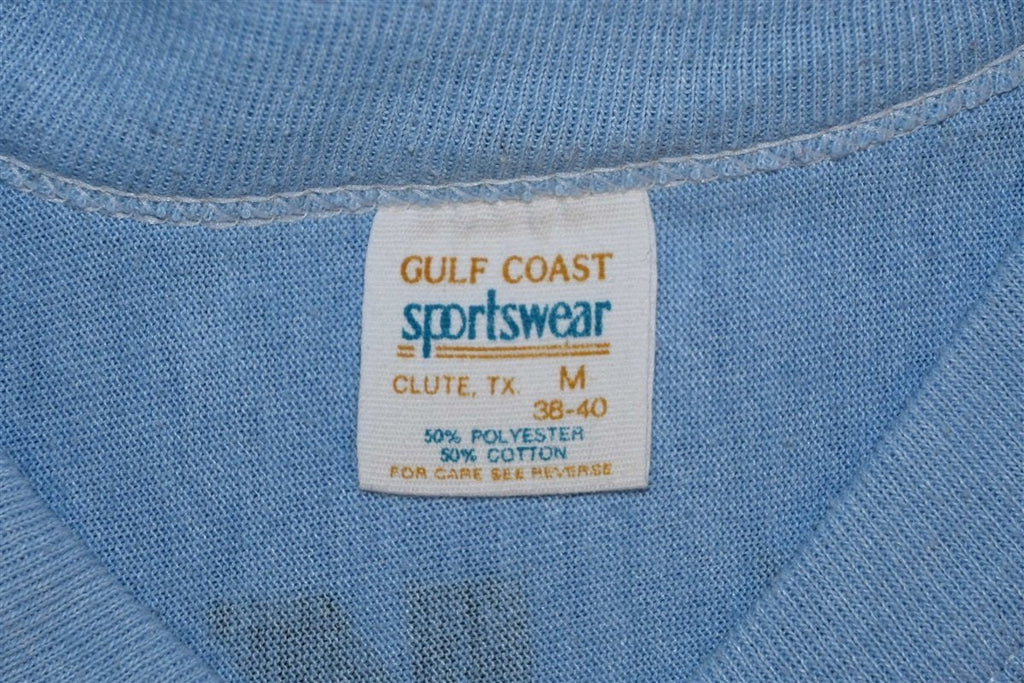 GULF COAST
sportswear
CLUTE, TX. M
38-40
50% POLYESTER
50% COTTON
FOR CARE SEE REVERSE